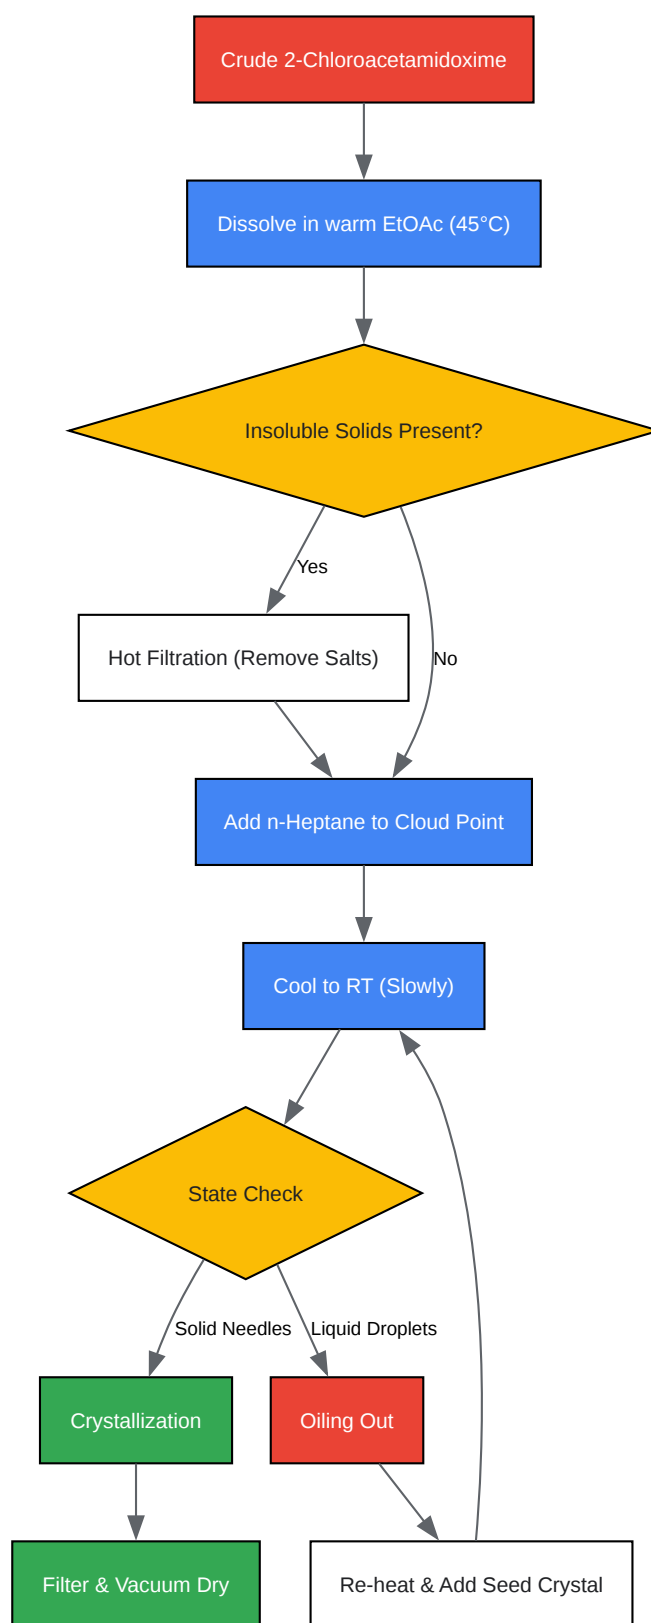 Crude 2-Chloroacetamidoxime
Dissolve in warm EtOAc (45°C)
Insoluble Solids Present?
Yes
Hot Filtration (Remove Salts)
No
Add n-Heptane to Cloud Point
Cool to RT (Slowly)
State Check
Solid Needles
Liquid Droplets
Crystallization
Oiling Out
Filter & Vacuum Dry
Re-heat & Add Seed Crystal